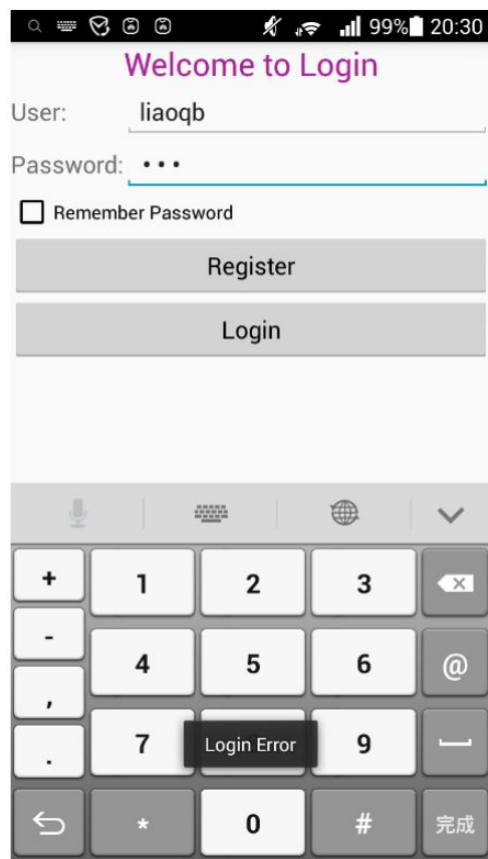 99% 20:30
Welcome to Login
User: liaoqb
Password: •••
Remember Password
Register
Login
+ 1 2 3
- 4 5 6 @
,
. 7 9
Login Error
* 0 # 完成